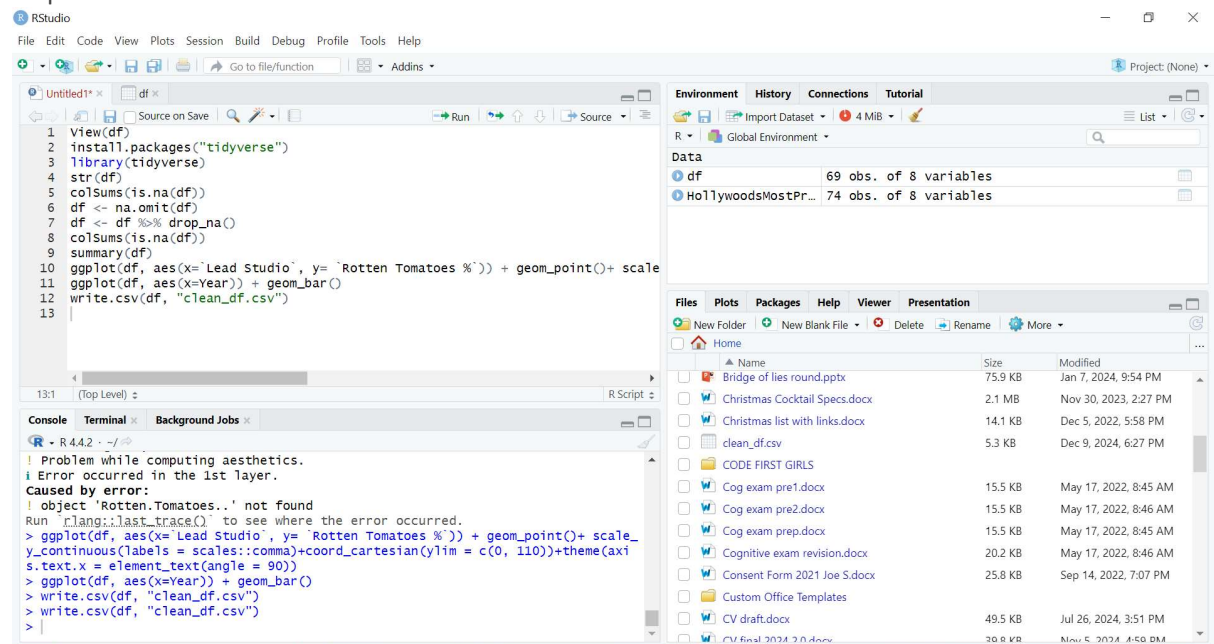 RStudio
File Edit Code View Plots Session Build Debug Profile Tools Help
Go to file/function Addins Project: (None)
Untitled1* df
Source on Save Run Source
1 View(df)
2 install.packages("tidyverse")
3 library(tidyverse)
4 str(df)
5 colSums(is.na(df))
6 df <- na.omit(df)
7 df <- df %>% drop_na()
8 colSums(is.na(df))
9 summary(df)
10 ggplot(df, aes(x=`Lead Studio`, y= `Rotten Tomatoes %`)) + geom_point()+ scale
11 ggplot(df, aes(x=Year)) + geom_bar()
12 write.csv(df, "clean_df.csv")
13
13:1 (Top Level) R Script
Console Terminal Background Jobs
R 4.4.2 · ~/
! Problem while computing aesthetics.
i Error occurred in the 1st layer.
Caused by error:
! object 'Rotten.Tomatoes..' not found
Run `rlang::last_trace()` to see where the error occurred.
> ggplot(df, aes(x=`Lead Studio`, y= `Rotten Tomatoes %`)) + geom_point()+ scale_
y_continuous(labels = scales::comma)+coord_cartesian(ylim = c(0, 110))+theme(axi
s.text.x = element_text(angle = 90))
> ggplot(df, aes(x=Year)) + geom_bar()
> write.csv(df, "clean_df.csv")
> write.csv(df, "clean_df.csv")
>
Environment History Connections Tutorial
Import Dataset 4 MiB List
R Global Environment
Data
df 69 obs. of 8 variables
HollywoodsMostPr… 74 obs. of 8 variables
Files Plots Packages Help Viewer Presentation
New Folder New Blank File Delete Rename More
Home
Name Size Modified
Bridge of lies round.pptx 75.9 KB Jan 7, 2024, 9:54 PM
Christmas Cocktail Specs.docx 2.1 MB Nov 30, 2023, 2:27 PM
Christmas list with links.docx 14.1 KB Dec 5, 2022, 5:58 PM
clean_df.csv 5.3 KB Dec 9, 2024, 6:27 PM
CODE FIRST GIRLS
Cog exam pre1.docx 15.5 KB May 17, 2022, 8:45 AM
Cog exam pre2.docx 15.5 KB May 17, 2022, 8:46 AM
Cog exam prep.docx 15.5 KB May 17, 2022, 8:45 AM
Cognitive exam revision.docx 20.2 KB May 17, 2022, 8:46 AM
Consent Form 2021 Joe S.docx 25.8 KB Sep 14, 2022, 7:07 PM
Custom Office Templates
CV draft.docx 49.5 KB Jul 26, 2024, 3:51 PM
CV final 2024 2.0.docx 39.8 KB Nov 5, 2024, 4:59 PM